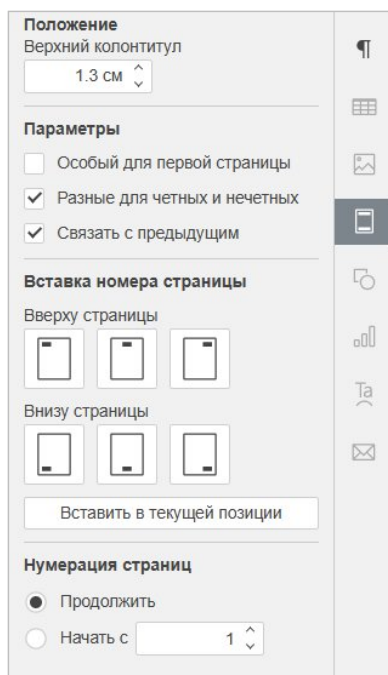 Положение
Верхний колонтитул
1.3 см
Параметры
Особый для первой страницы
Разные для четных и нечетных
Связать с предыдущим
Вставка номера страницы
Вверху страницы
Внизу страницы
Вставить в текущей позиции
Нумерация страниц
Продолжить
Начать с 1
Ta